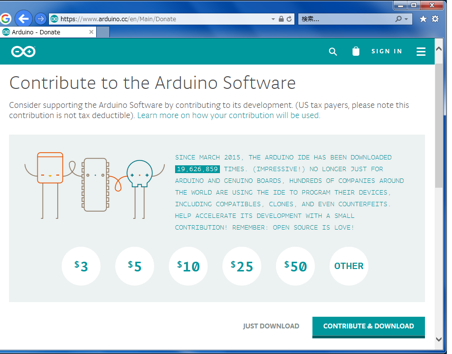 https://www.arduino.cc/en/Main/Donate
検索...
Arduino - Donate
SIGN IN
Contribute to the Arduino Software
Consider supporting the Arduino Software by contributing to its development. (US tax payers, please note this
contribution is not tax deductible). Learn more on how your contribution will be used.
SINCE MARCH 2015, THE ARDUINO IDE HAS BEEN DOWNLOADED
19,626,859 TIMES. (IMPRESSIVE!) NO LONGER JUST FOR
ARDUINO AND GENUINO BOARDS, HUNDREDS OF COMPANIES AROUND
THE WORLD ARE USING THE IDE TO PROGRAM THEIR DEVICES,
INCLUDING COMPATIBLES, CLONES, AND EVEN COUNTERFEITS.
HELP ACCELERATE ITS DEVELOPMENT WITH A SMALL
CONTRIBUTION! REMEMBER: OPEN SOURCE IS LOVE!
$3 $5 $10 $25 $50 OTHER
JUST DOWNLOAD CONTRIBUTE & DOWNLOAD